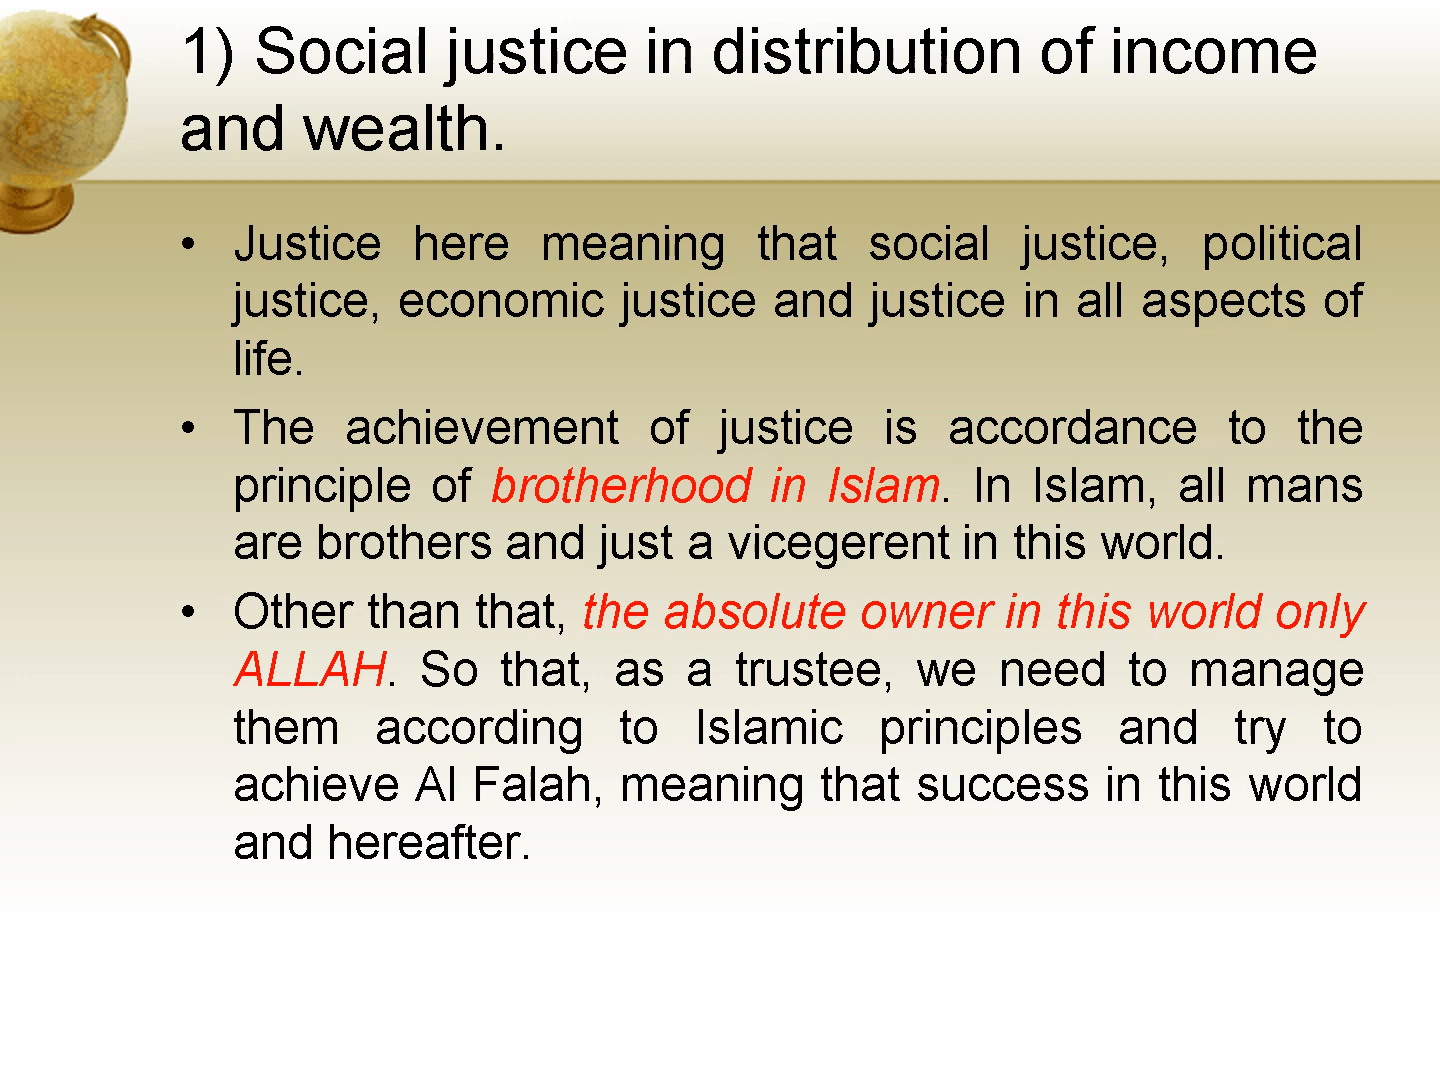 1) Social justice in distribution of income
and wealth.
• Justice here meaning that social justice, political
justice, economic justice and justice in all aspects of
life.
• The achievement of justice is accordance to the
principle of brotherhood in Islam. In Islam, all mans
are brothers and just a vicegerent in this world.
• Other than that, the absolute owner in this world only
ALLAH. So that, as a trustee, we need to manage
them according to Islamic principles and try to
achieve Al Falah, meaning that success in this world
and hereafter.